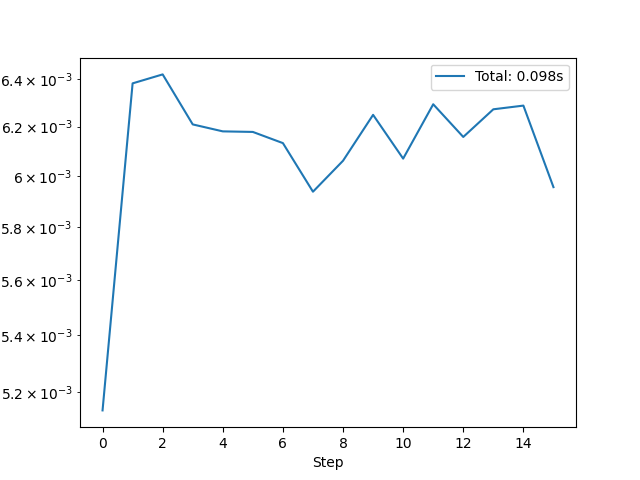 Total: 0.098s
6.4 × 10⁻³
6.2 × 10⁻³
6 × 10⁻³
5.8 × 10⁻³
5.6 × 10⁻³
5.4 × 10⁻³
5.2 × 10⁻³
0 2 4 6 8 10 12 14
Step